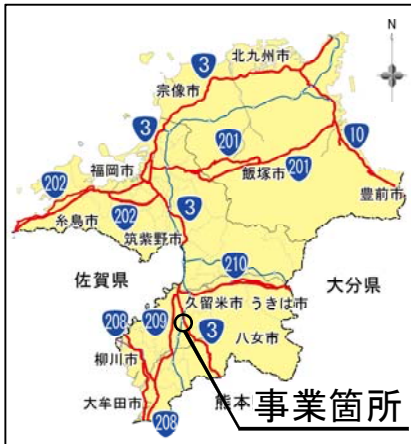 N
北九州市
3
宗像市
3
201
10
福岡市
202
飯塚市
201
豊前市
糸島市
202
3
筑紫野市
佐賀県
210
大分県
久留米市
うきは市
208
209
3
八女市
柳川市
大牟田市
熊本
208
事業箇所